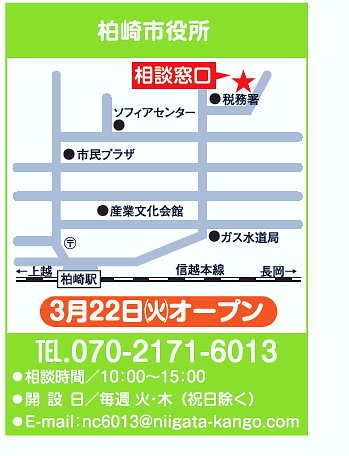 柏崎市役所
相談窓口
●税務署
ソフィアセンター
●市民プラザ
●産業文化会館
〒
●ガス水道局
←上越
柏崎駅
信越本線
長岡→
3月22日㈫オープン
TEL.070-2171-6013
●相談時間／10:00～15:00
●開 設 日／毎週 火・木（祝日除く）
●E-mail:nc6013@niigata-kango.com